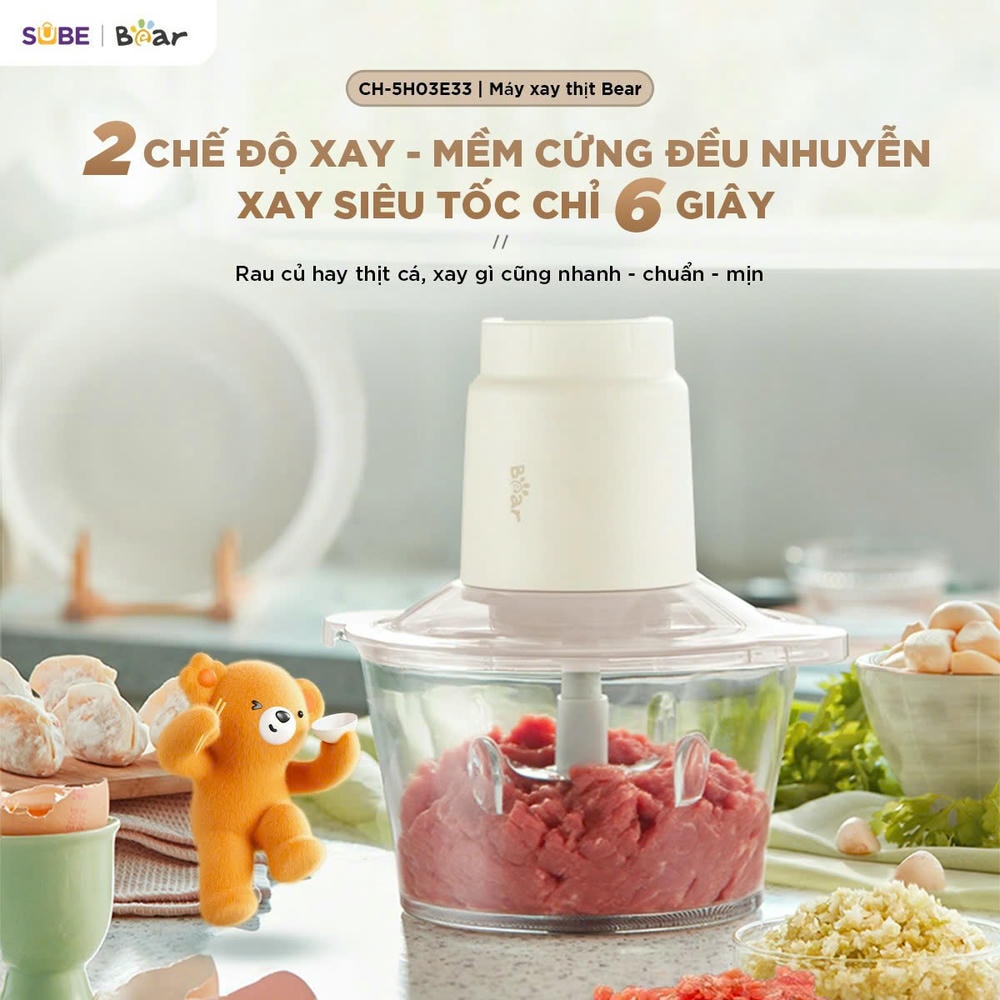 SUBE | Bear
CH-5H03E33 | Máy xay thịt Bear
2 CHẾ ĐỘ XAY - MỀM CỨNG ĐỀU NHUYỄN
XAY SIÊU TỐC CHỈ 6 GIÂY
//
Rau củ hay thịt cá, xay gì cũng nhanh - chuẩn - mịn
Bear